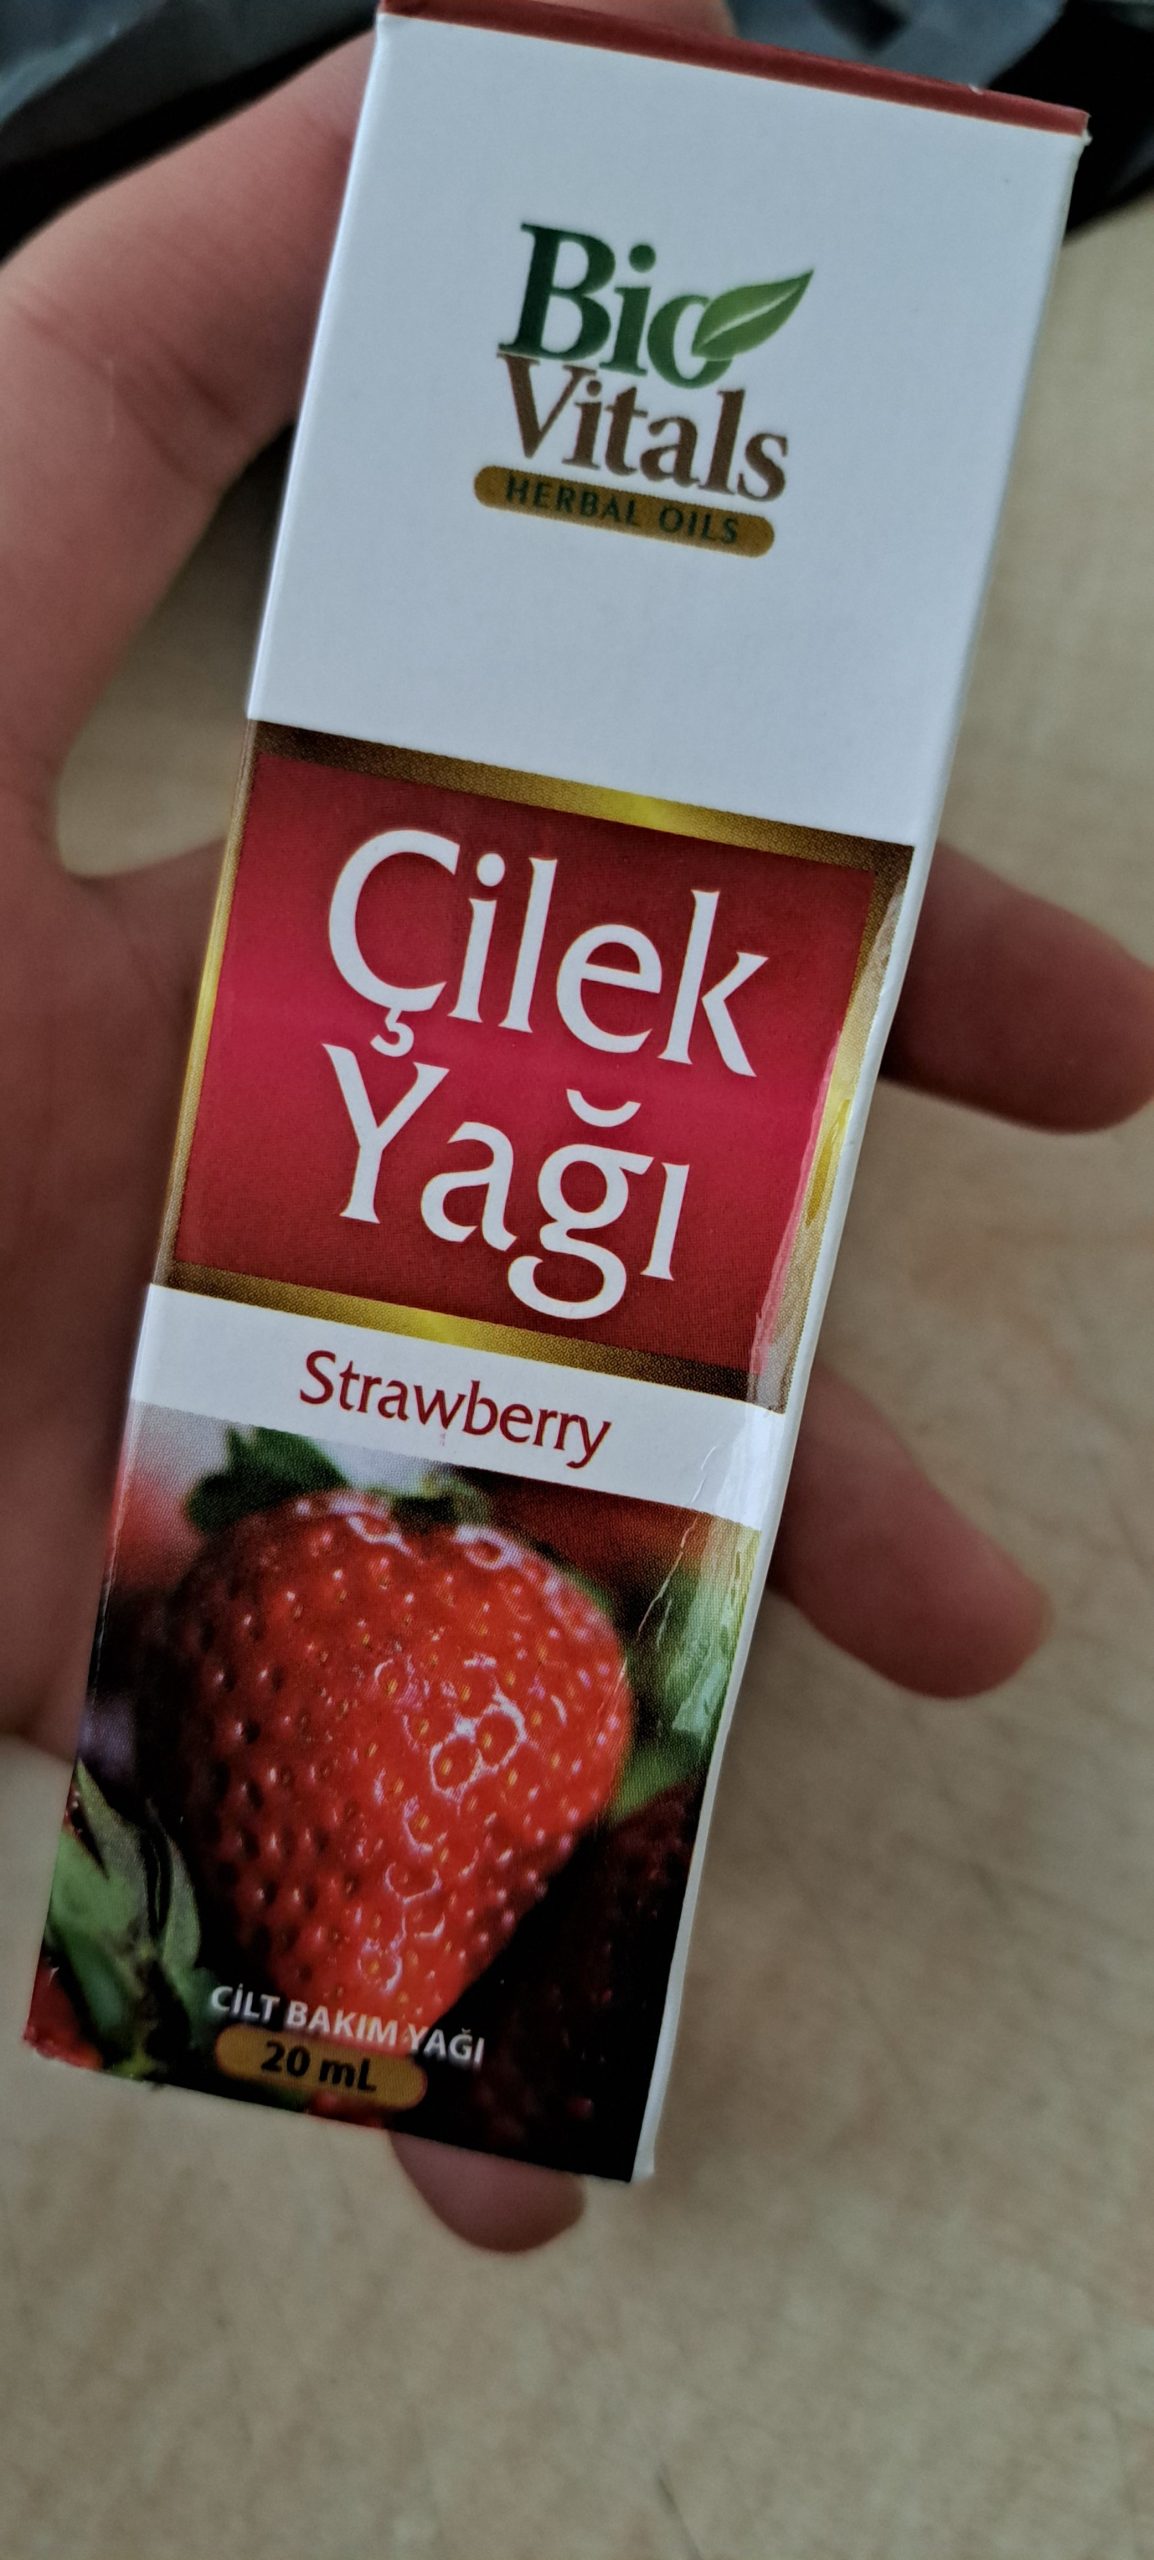 Bio
Vitals
HERBAL OILS
Çilek
Yağı
Strawberry
CİLT BAKIM YAĞI
20 mL